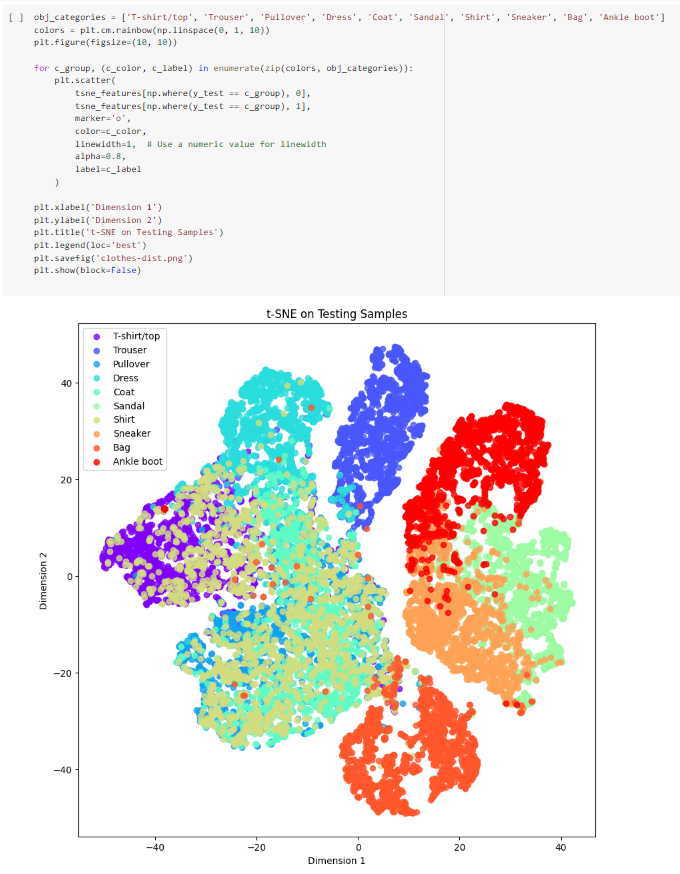 [ ] obj_categories = ['T-shirt/top', 'Trouser', 'Pullover', 'Dress', 'Coat', 'Sandal', 'Shirt', 'Sneaker', 'Bag', 'Ankle boot']
colors = plt.cm.rainbow(np.linspace(0, 1, 10))
plt.figure(figsize=(10, 10))

for c_group, (c_color, c_label) in enumerate(zip(colors, obj_categories)):
    plt.scatter(
        tsne_features[np.where(y_test == c_group), 0],
        tsne_features[np.where(y_test == c_group), 1],
        marker='o',
        color=c_color,
        linewidth=1,  # Use a numeric value for linewidth
        alpha=0.8,
        label=c_label
    )

plt.xlabel('Dimension 1')
plt.ylabel('Dimension 2')
plt.title('t-SNE on Testing Samples')
plt.legend(loc='best')
plt.savefig('clothes-dist.png')
plt.show(block=False)
t-SNE on Testing Samples
T-shirt/top
Trouser
Pullover
Dress
Coat
Sandal
Shirt
Sneaker
Bag
Ankle boot
40
20
0
−20
−40
Dimension 2
−40
−20
0
20
40
Dimension 1